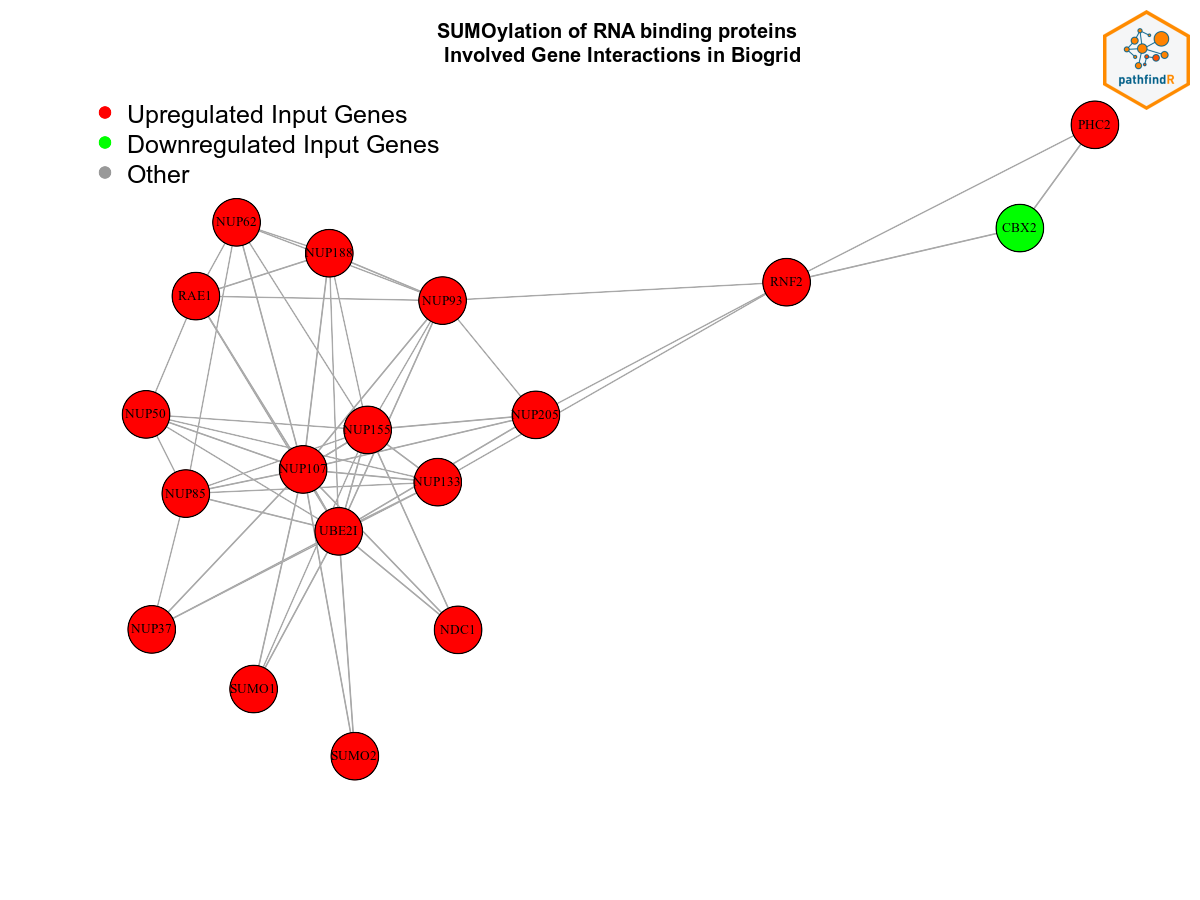 SUMOylation of RNA binding proteins
Involved Gene Interactions in Biogrid
pathfindR
Upregulated Input Genes
Downregulated Input Genes
Other
PHC2
NUP62
CBX2
NUP188
RNF2
RAE1
NUP93
NUP50
NUP205
NUP155
NUP107
NUP133
NUP85
UBE2I
NUP37
NDC1
SUMO1
SUMO2